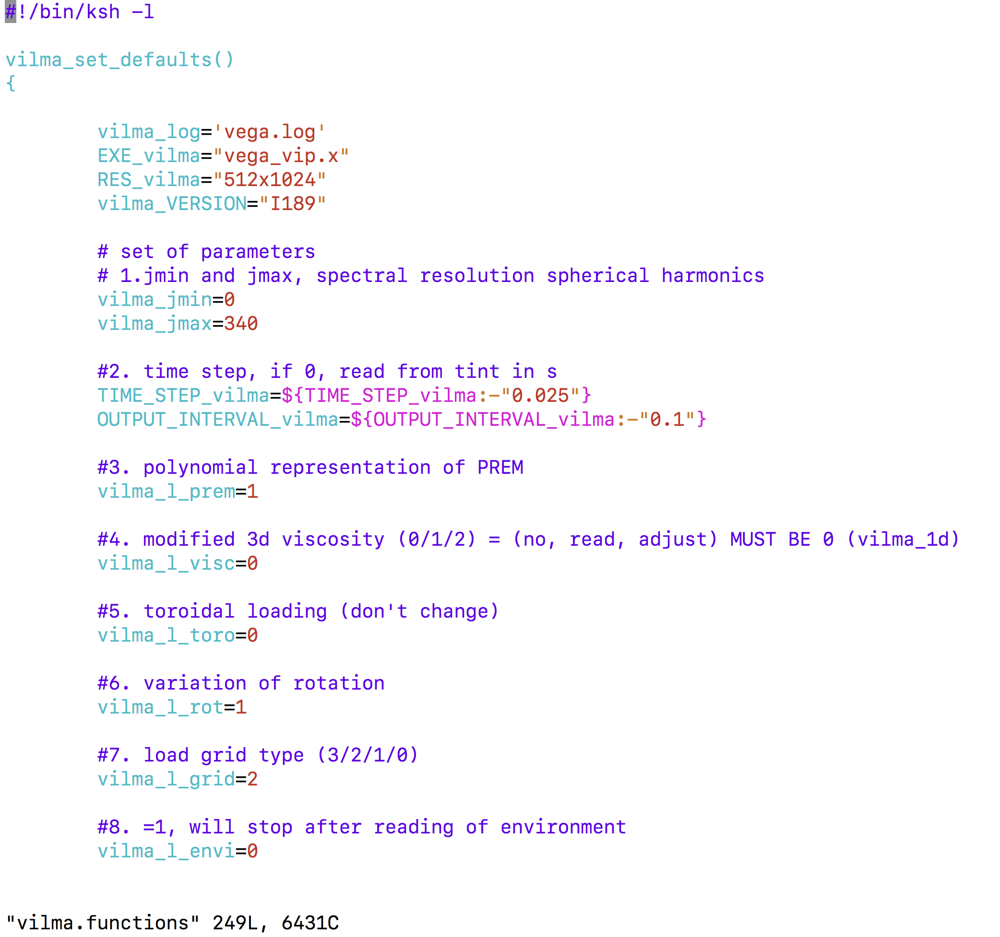 #!/bin/ksh -l
vilma_set_defaults()
{
vilma_log='vega.log'
EXE_vilma="vega_vip.x"
RES_vilma="512x1024"
vilma_VERSION="I189"
# set of parameters
# 1.jmin and jmax, spectral resolution spherical harmonics
vilma_jmin=0
vilma_jmax=340
#2. time step, if 0, read from tint in s
TIME_STEP_vilma=${TIME_STEP_vilma:-"0.025"}
OUTPUT_INTERVAL_vilma=${OUTPUT_INTERVAL_vilma:-"0.1"}
#3. polynomial representation of PREM
vilma_l_prem=1
#4. modified 3d viscosity (0/1/2) = (no, read, adjust) MUST BE 0 (vilma_1d)
vilma_l_visc=0
#5. toroidal loading (don't change)
vilma_l_toro=0
#6. variation of rotation
vilma_l_rot=1
#7. load grid type (3/2/1/0)
vilma_l_grid=2
#8. =1, will stop after reading of environment
vilma_l_envi=0
"vilma.functions" 249L, 6431C